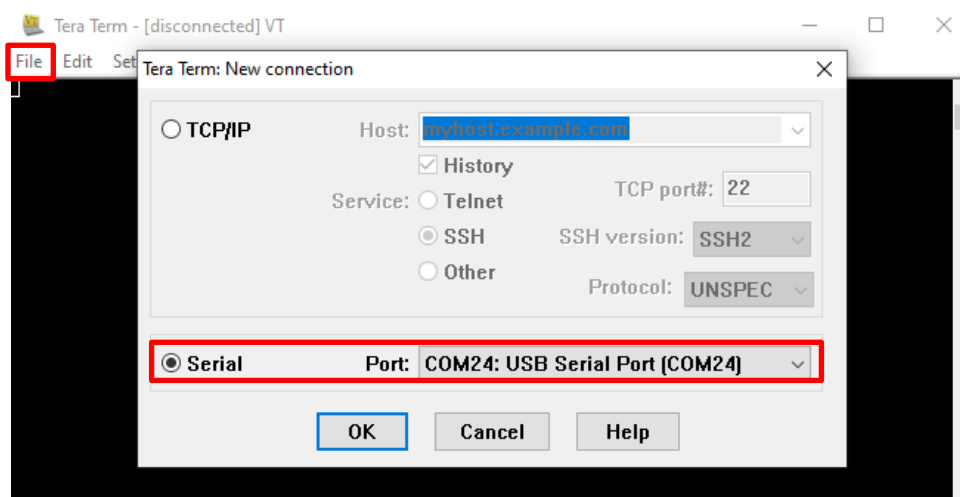 Tera Term - [disconnected] VT
File Edit Set
Tera Term: New connection
TCP/IP Host: myhost.example.com
History
Service: Telnet TCP port#: 22
SSH SSH version: SSH2
Other Protocol: UNSPEC
Serial Port: COM24: USB Serial Port (COM24)
OK Cancel Help